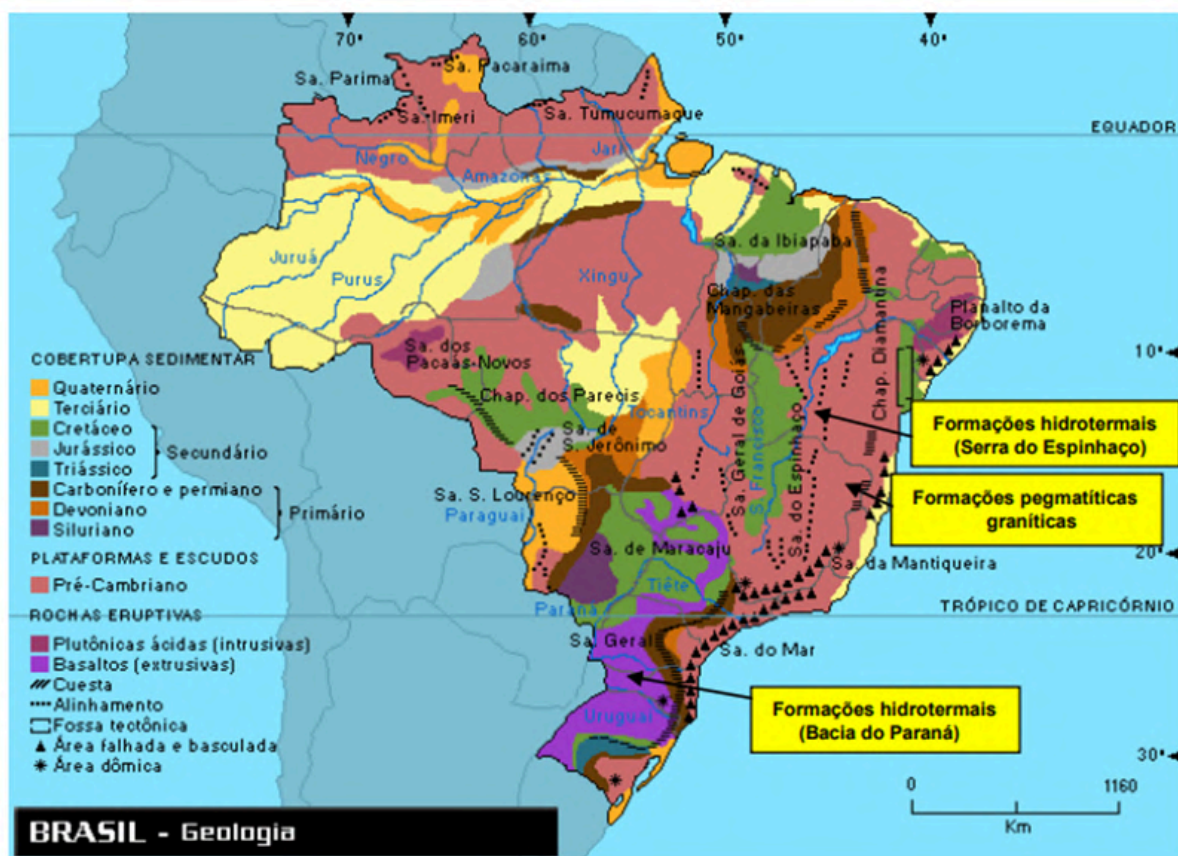 70°
60°
50°
40°
Sa. Pacaraima
Sa. Parima
Sa. Imeri
Sa. Tumucumaque
EQUADOR
Negro
Jari
Amazonas
Sa. da Ibiapaba
Juruá
Purus
Xingu
Chap. das
Mangabeiras
Planalto da
Borborema
Chap. Diamantina
10°
COBERTURA SEDIMENTAR
Quaternário
Terciário
Cretáceo
Jurássico
Triássico
Secundário
Carbonífero e permiano
Devoniano
Siluriano
Primário
PLATAFORMAS E ESCUDOS
Pré-Cambriano
ROCHAS ERUPTIVAS
Plutônicas ácidas (intrusivas)
Basaltos (extrusivas)
Cuesta
Alinhamento
Fossa tectônica
Área falhada e basculada
Área dômica
Sa. dos
Pacaás-Novos
Chap. dos Parecis
Tocantins
Sa. de
S. Jerônimo
Sa. Geral de Goiás
S. Francisco
Sa. do Espinhaço
Formações hidrotermais
(Serra do Espinhaço)
Formações pegmatíticas
graníticas
Sa. S. Lourenço
Paraguai
Sa. de Maracaju
20°
Sa. da Mantiqueira
Tiête
Paraná
TRÓPICO DE CAPRICÓRNIO
Sa. Geral
Sa. do Mar
Formações hidrotermais
(Bacia do Paraná)
Uruguai
30°
0
1160
Km
BRASIL - Geologia